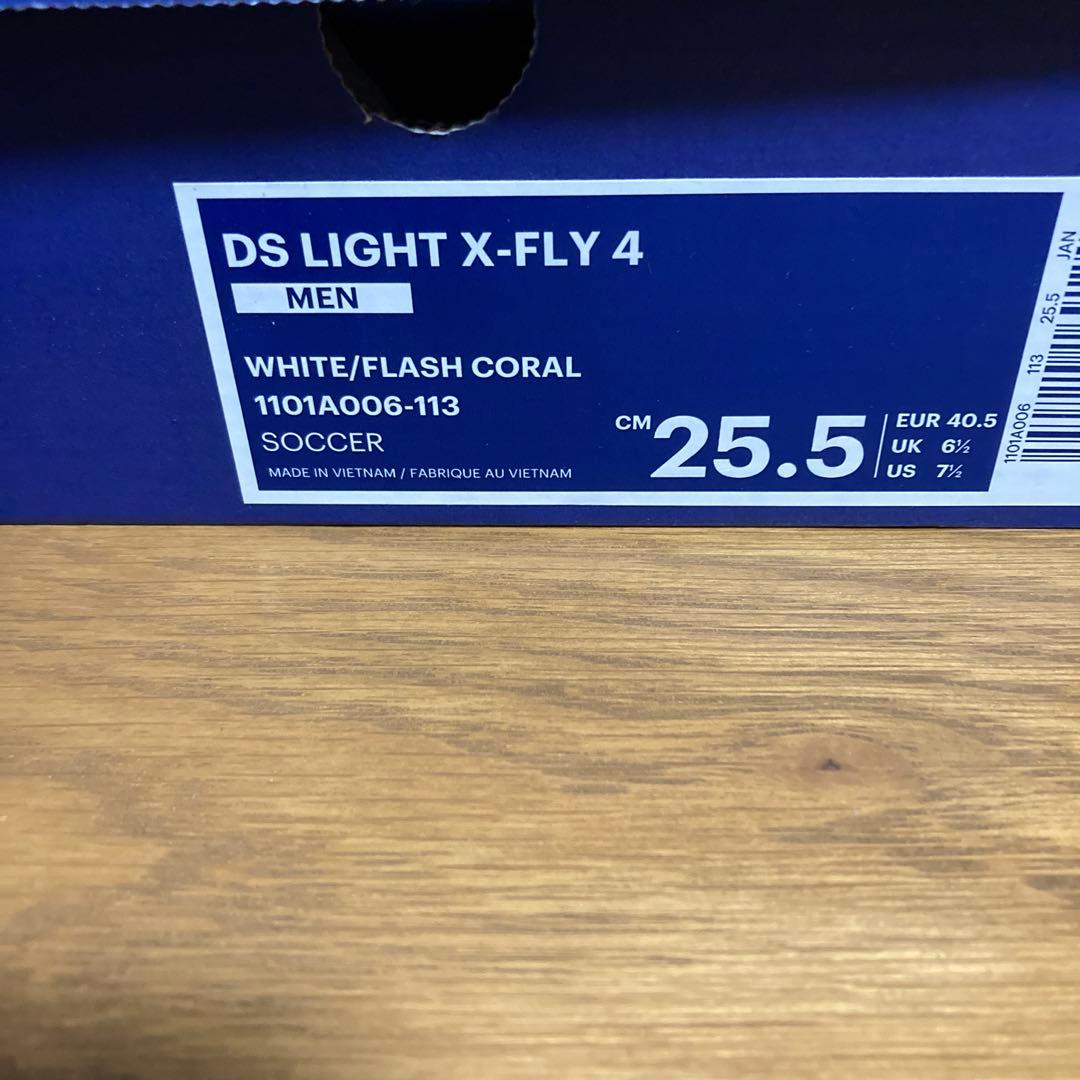 DS LIGHT X-FLY 4
MEN
WHITE/FLASH CORAL
1101A006-113
SOCCER
MADE IN VIETNAM / FABRIQUE AU VIETNAM
CM 25.5
EUR 40.5
UK 6½
US 7½
1101A006 113 25.5 JAN